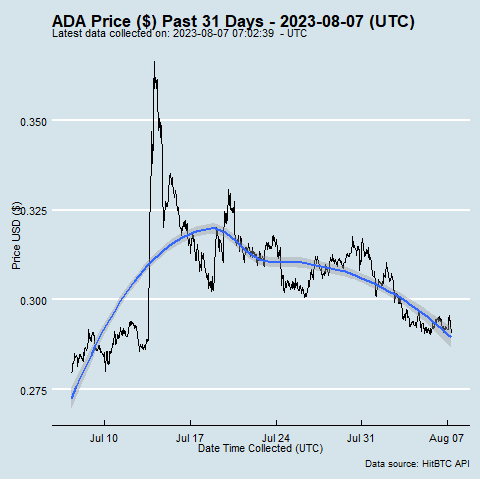 ADA Price ($) Past 31 Days - 2023-08-07 (UTC)
Latest data collected on: 2023-08-07 07:02:39 - UTC
Price USD ($)
0.350
0.325
0.300
0.275
Jul 10 Jul 17 Jul 24 Jul 31 Aug 07
Date Time Collected (UTC)
Data source: HitBTC API